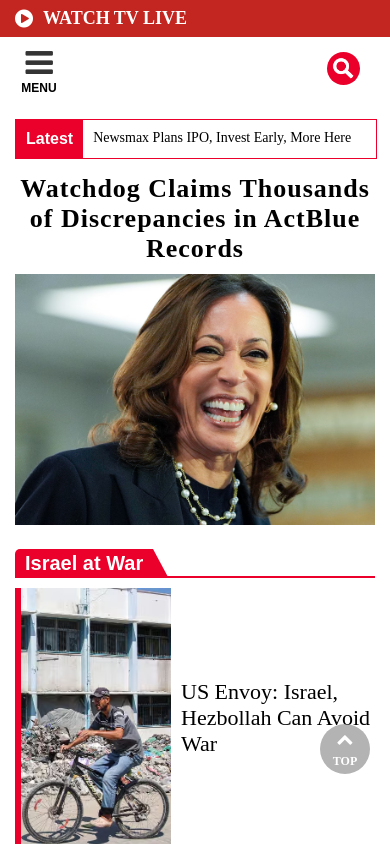 WATCH TV LIVE
MENU
Latest
Newsmax Plans IPO, Invest Early, More Here
Watchdog Claims Thousands
of Discrepancies in ActBlue
Records
Israel at War
US Envoy: Israel,
Hezbollah Can Avoid
War
TOP